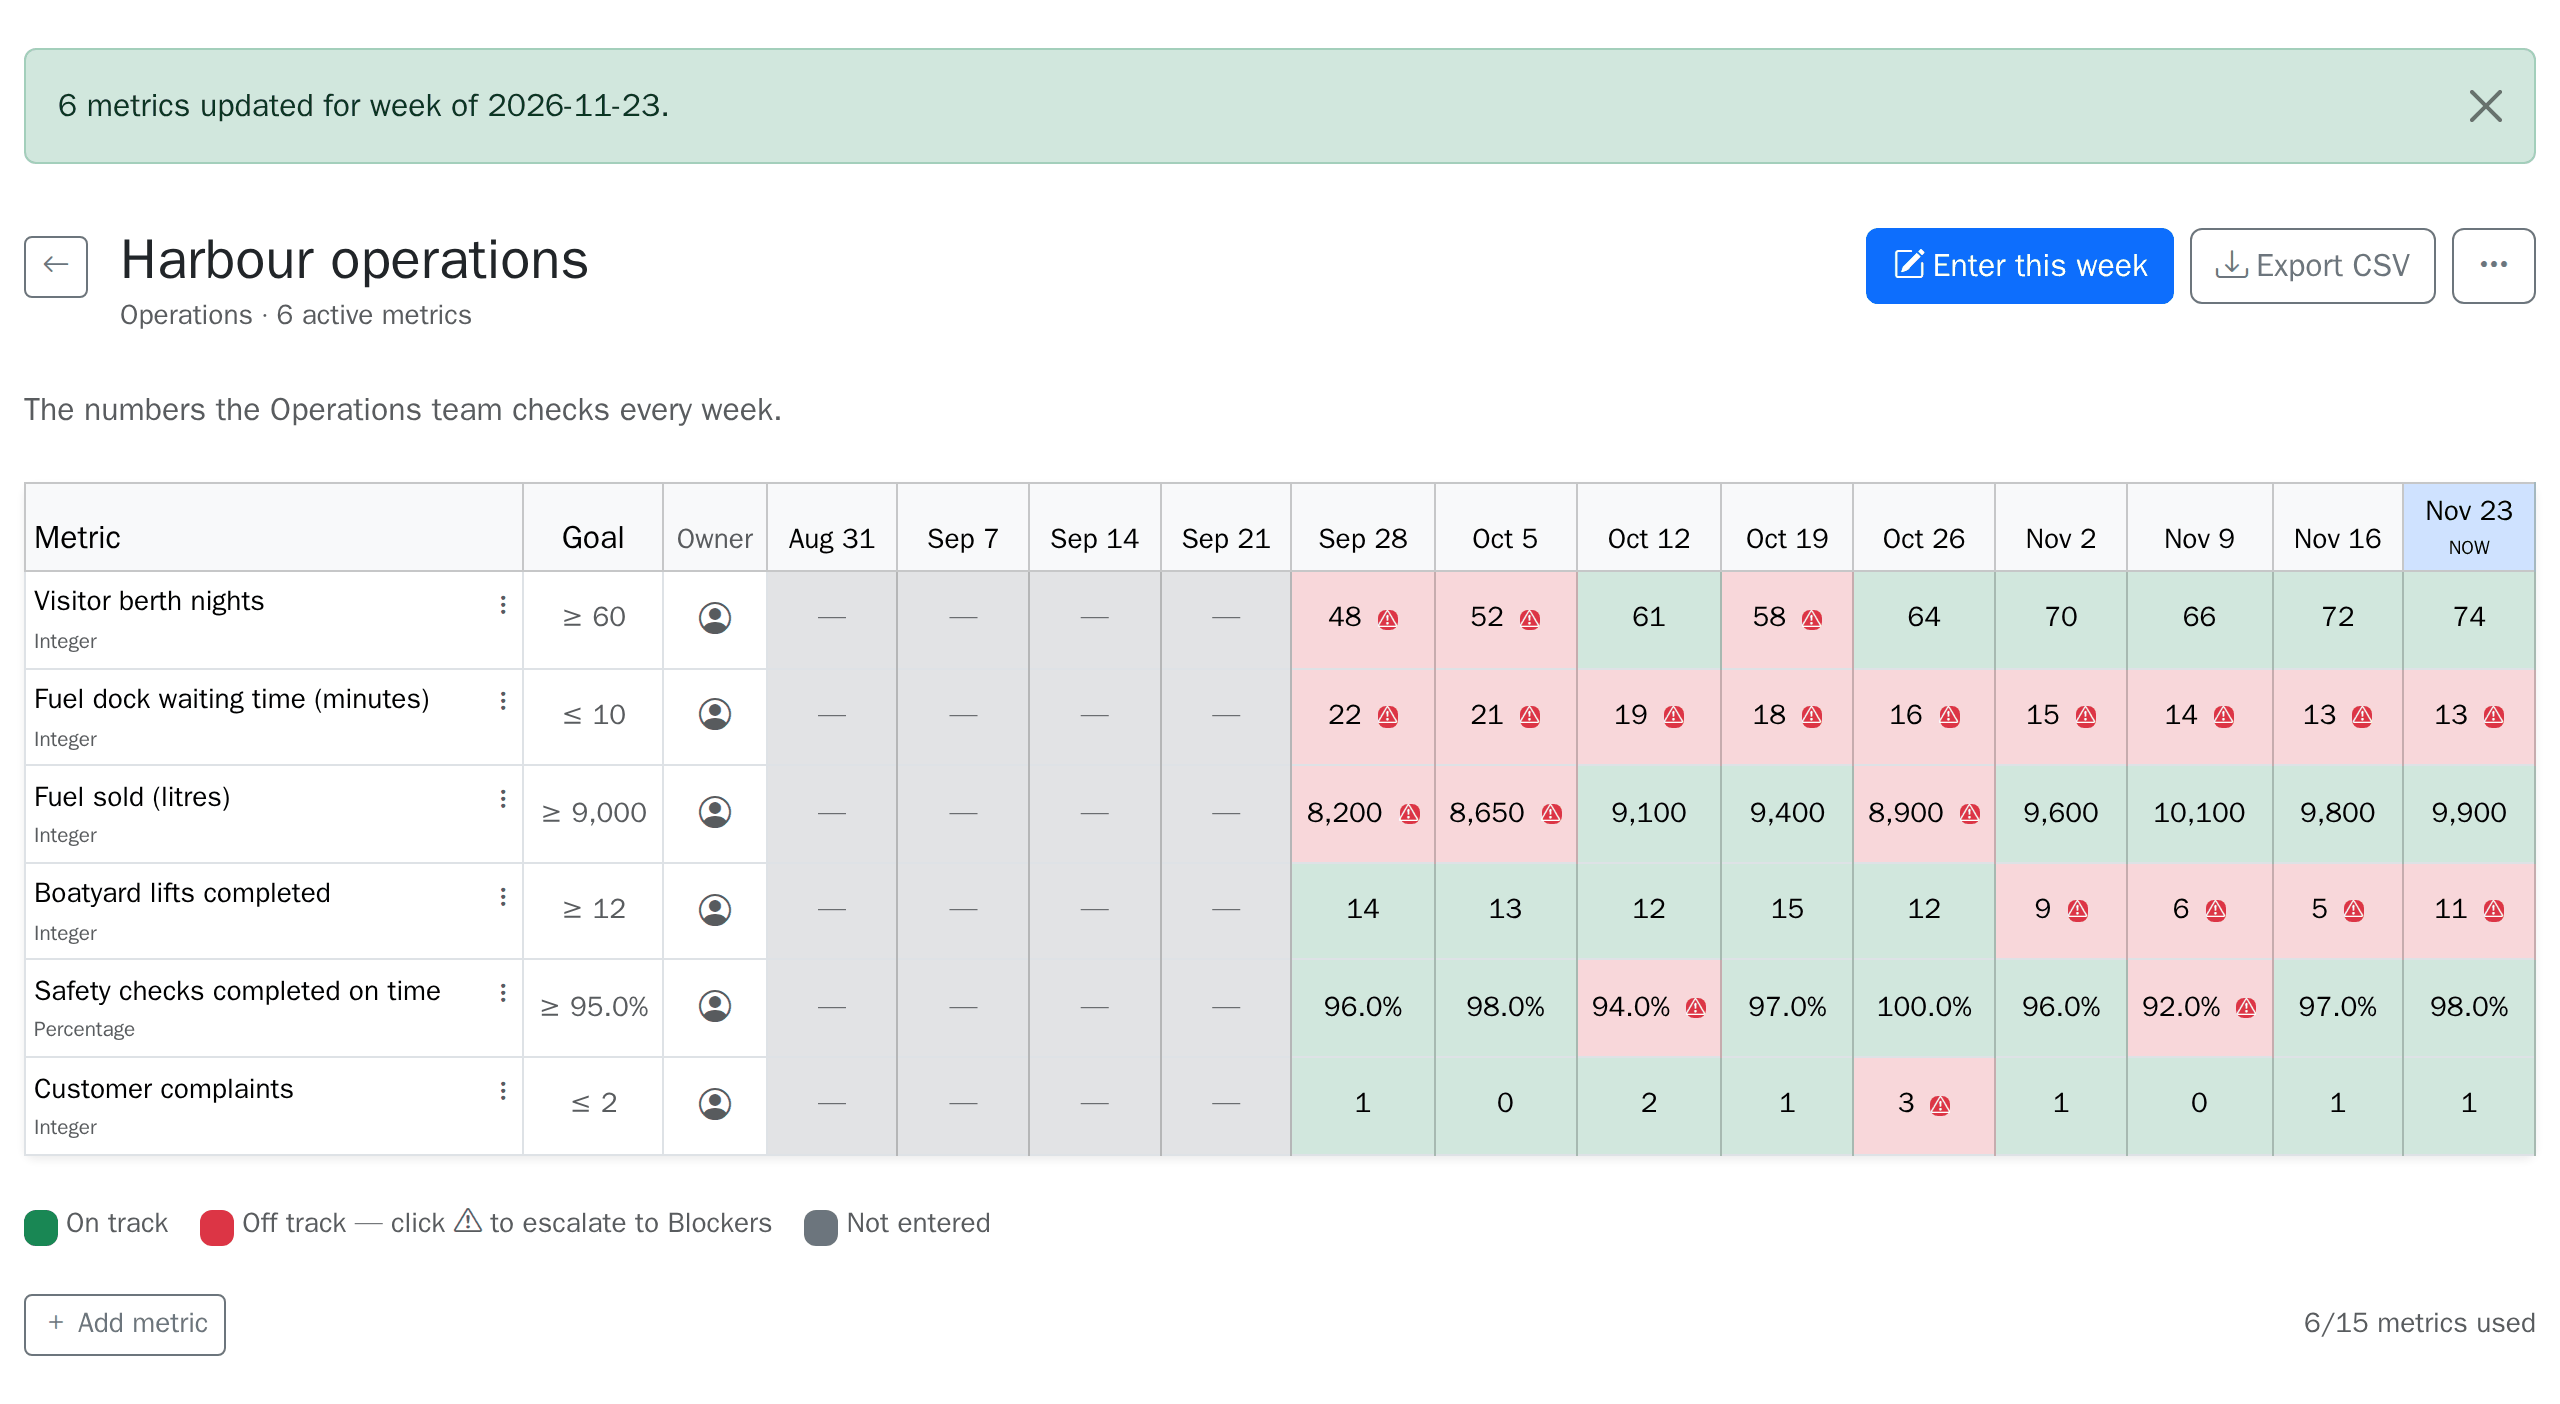 6 metrics updated for week of 2026-11-23.
Harbour operations
Operations · 6 active metrics
Enter this week
Export CSV
The numbers the Operations team checks every week.
Metric Goal Owner Aug 31 Sep 7 Sep 14 Sep 21 Sep 28 Oct 5 Oct 12 Oct 19 Oct 26 Nov 2 Nov 9 Nov 16 Nov 23 NOW
Visitor berth nights ≥ 60 — — — — 48 52 61 58 64 70 66 72 74
Integer
Fuel dock waiting time (minutes) ≤ 10 — — — — 22 21 19 18 16 15 14 13 13
Integer
Fuel sold (litres) ≥ 9,000 — — — — 8,200 8,650 9,100 9,400 8,900 9,600 10,100 9,800 9,900
Integer
Boatyard lifts completed ≥ 12 — — — — 14 13 12 15 12 9 6 5 11
Integer
Safety checks completed on time ≥ 95.0% — — — — 96.0% 98.0% 94.0% 97.0% 100.0% 96.0% 92.0% 97.0% 98.0%
Percentage
Customer complaints ≤ 2 — — — — 1 0 2 1 3 1 0 1 1
Integer
On track Off track — click ⚠ to escalate to Blockers Not entered
+ Add metric
6/15 metrics used